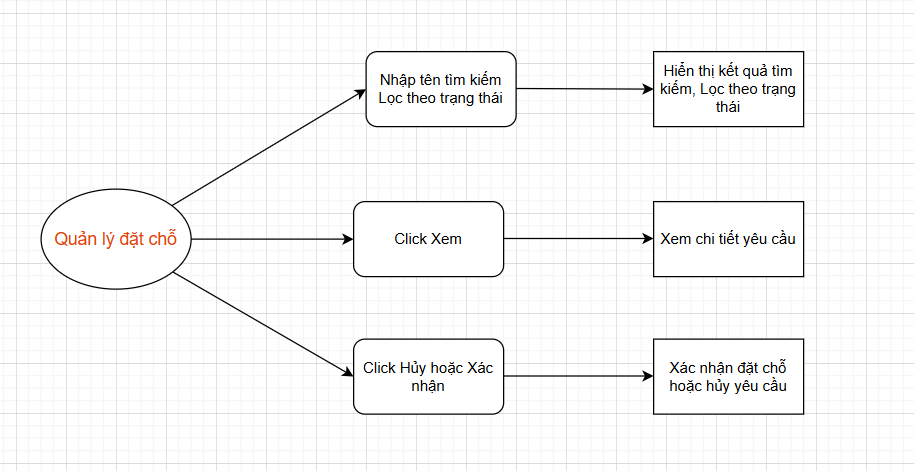 Nhập tên tìm kiếm
Lọc theo trạng thái
Hiển thị kết quả tìm
kiếm, Lọc theo trạng
thái
Quản lý đặt chỗ
Click Xem
Xem chi tiết yêu cầu
Click Hủy hoặc Xác
nhận
Xác nhận đặt chỗ
hoặc hủy yêu cầu